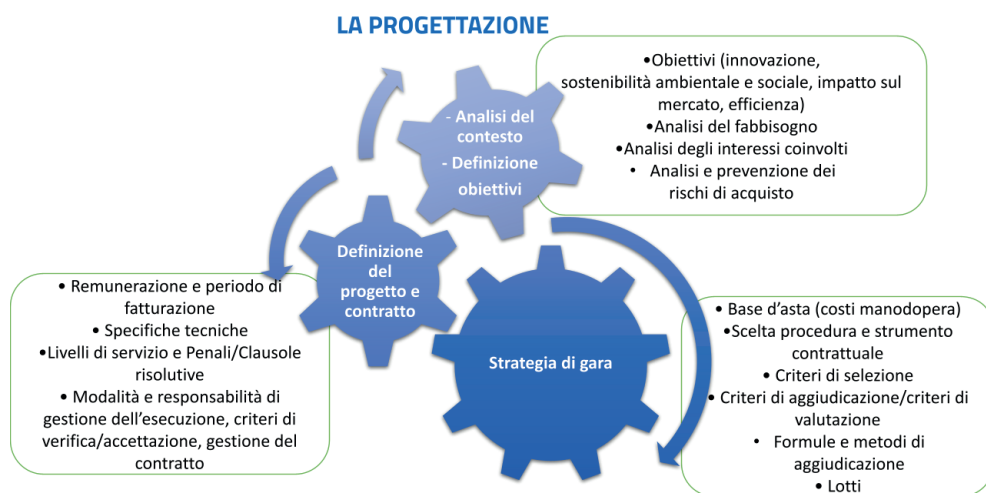 LA PROGETTAZIONE
- Analisi del
contesto
- Definizione
obiettivi
•Obiettivi (innovazione,
sostenibilità ambientale e sociale, impatto sul
mercato, efficienza)
•Analisi del fabbisogno
•Analisi degli interessi coinvolti
• Analisi e prevenzione dei
rischi di acquisto
Definizione
del
progetto e
contratto
• Remunerazione e periodo di
fatturazione
• Specifiche tecniche
•Livelli di servizio e Penali/Clausole
risolutive
• Modalità e responsabilità di
gestione dell'esecuzione, criteri di
verifica/accettazione, gestione del
contratto
Strategia di gara
• Base d'asta (costi manodopera)
•Scelta procedura e strumento
contrattuale
• Criteri di selezione
• Criteri di aggiudicazione/criteri di
valutazione
• Formule e metodi di
aggiudicazione
• Lotti